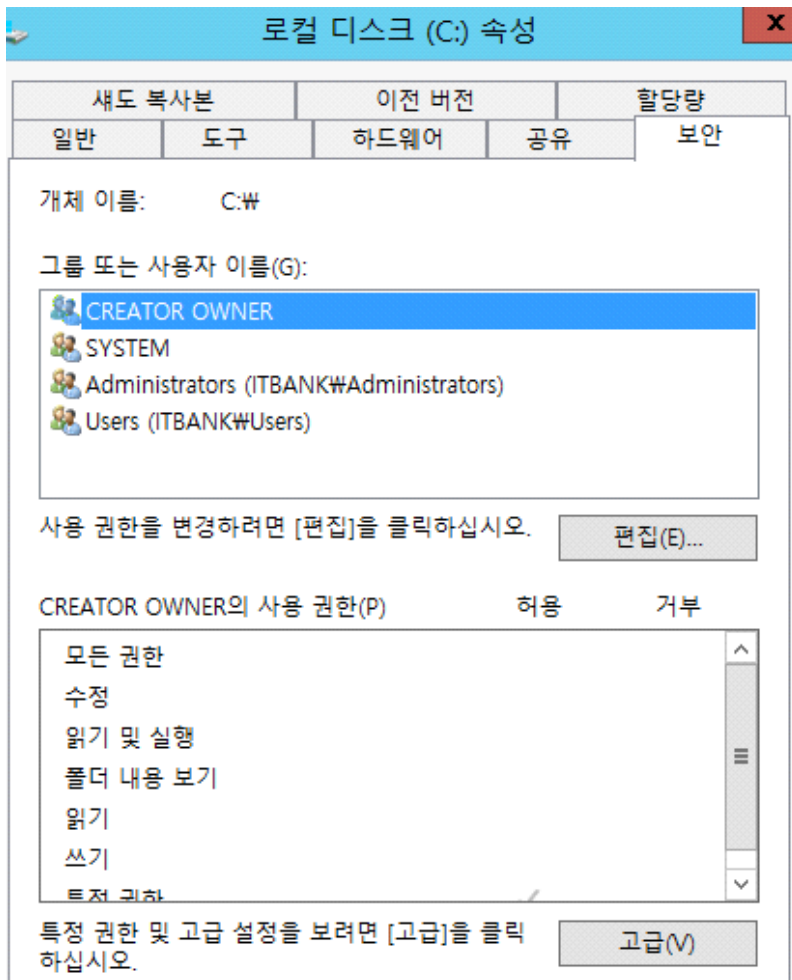 로컬 디스크 (C:) 속성
x
섀도 복사본 이전 버전 할당량
일반 도구 하드웨어 공유 보안
개체 이름: C:₩
그룹 또는 사용자 이름(G):
CREATOR OWNER
SYSTEM
Administrators (ITBANK₩Administrators)
Users (ITBANK₩Users)
사용 권한을 변경하려면 [편집]을 클릭하십시오. 편집(E)...
CREATOR OWNER의 사용 권한(P) 허용 거부
모든 권한
수정
읽기 및 실행
폴더 내용 보기
읽기
쓰기
특정 권한
특정 권한 및 고급 설정을 보려면 [고급]을 클릭
하십시오.
고급(V)